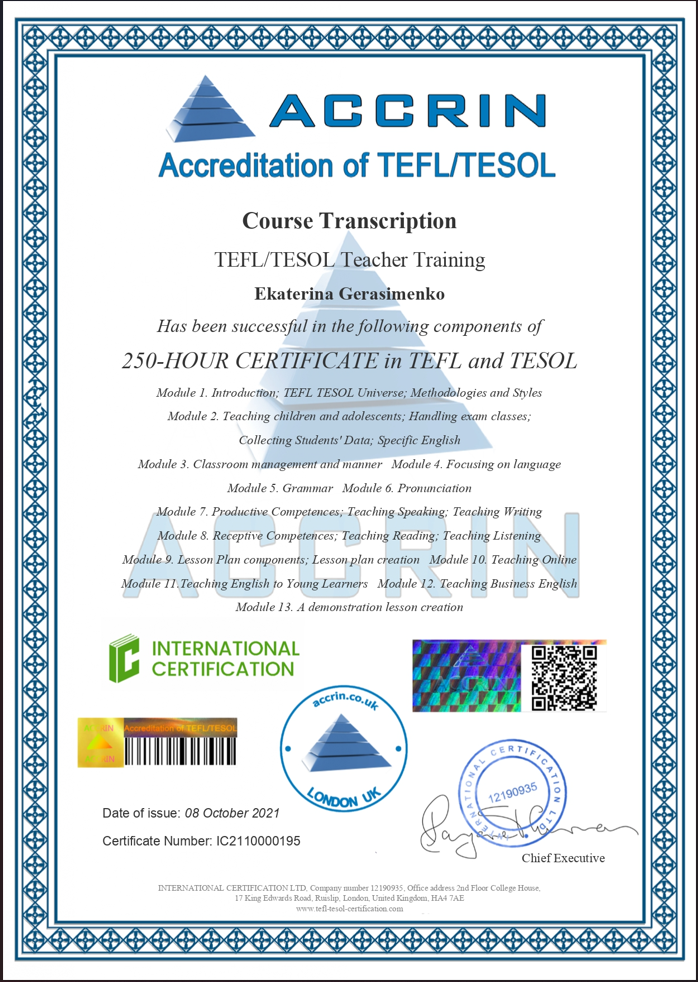 ACCRIN
Accreditation of TEFL/TESOL
Course Transcription
TEFL/TESOL Teacher Training
Ekaterina Gerasimenko
Has been successful in the following components of
250-HOUR CERTIFICATE in TEFL and TESOL
Module 1. Introduction; TEFL TESOL Universe; Methodologies and Styles
Module 2. Teaching children and adolescents; Handling exam classes;
Collecting Students' Data; Specific English
Module 3. Classroom management and manner Module 4. Focusing on language
Module 5. Grammar Module 6. Pronunciation
Module 7. Productive Competences; Teaching Speaking; Teaching Writing
Module 8. Receptive Competences; Teaching Reading; Teaching Listening
Module 9. Lesson Plan components; Lesson plan creation Module 10. Teaching Online
Module 11.Teaching English to Young Learners Module 12. Teaching Business English
Module 13. A demonstration lesson creation
ACCRIN
INTERNATIONAL
CERTIFICATION
Accreditation of TEFL/TESOL
accrin.co.uk
LONDON UK
INTERNATIONAL CERTIFICATION LTD
12190935
Date of issue: 08 October 2021
Certificate Number: IC2110000195
Chief Executive
INTERNATIONAL CERTIFICATION LTD, Company number 12190935, Office address 2nd Floor College House,
17 King Edwards Road, Ruislip, London, United Kingdom, HA4 7AE
www.tefl-tesol-certification.com